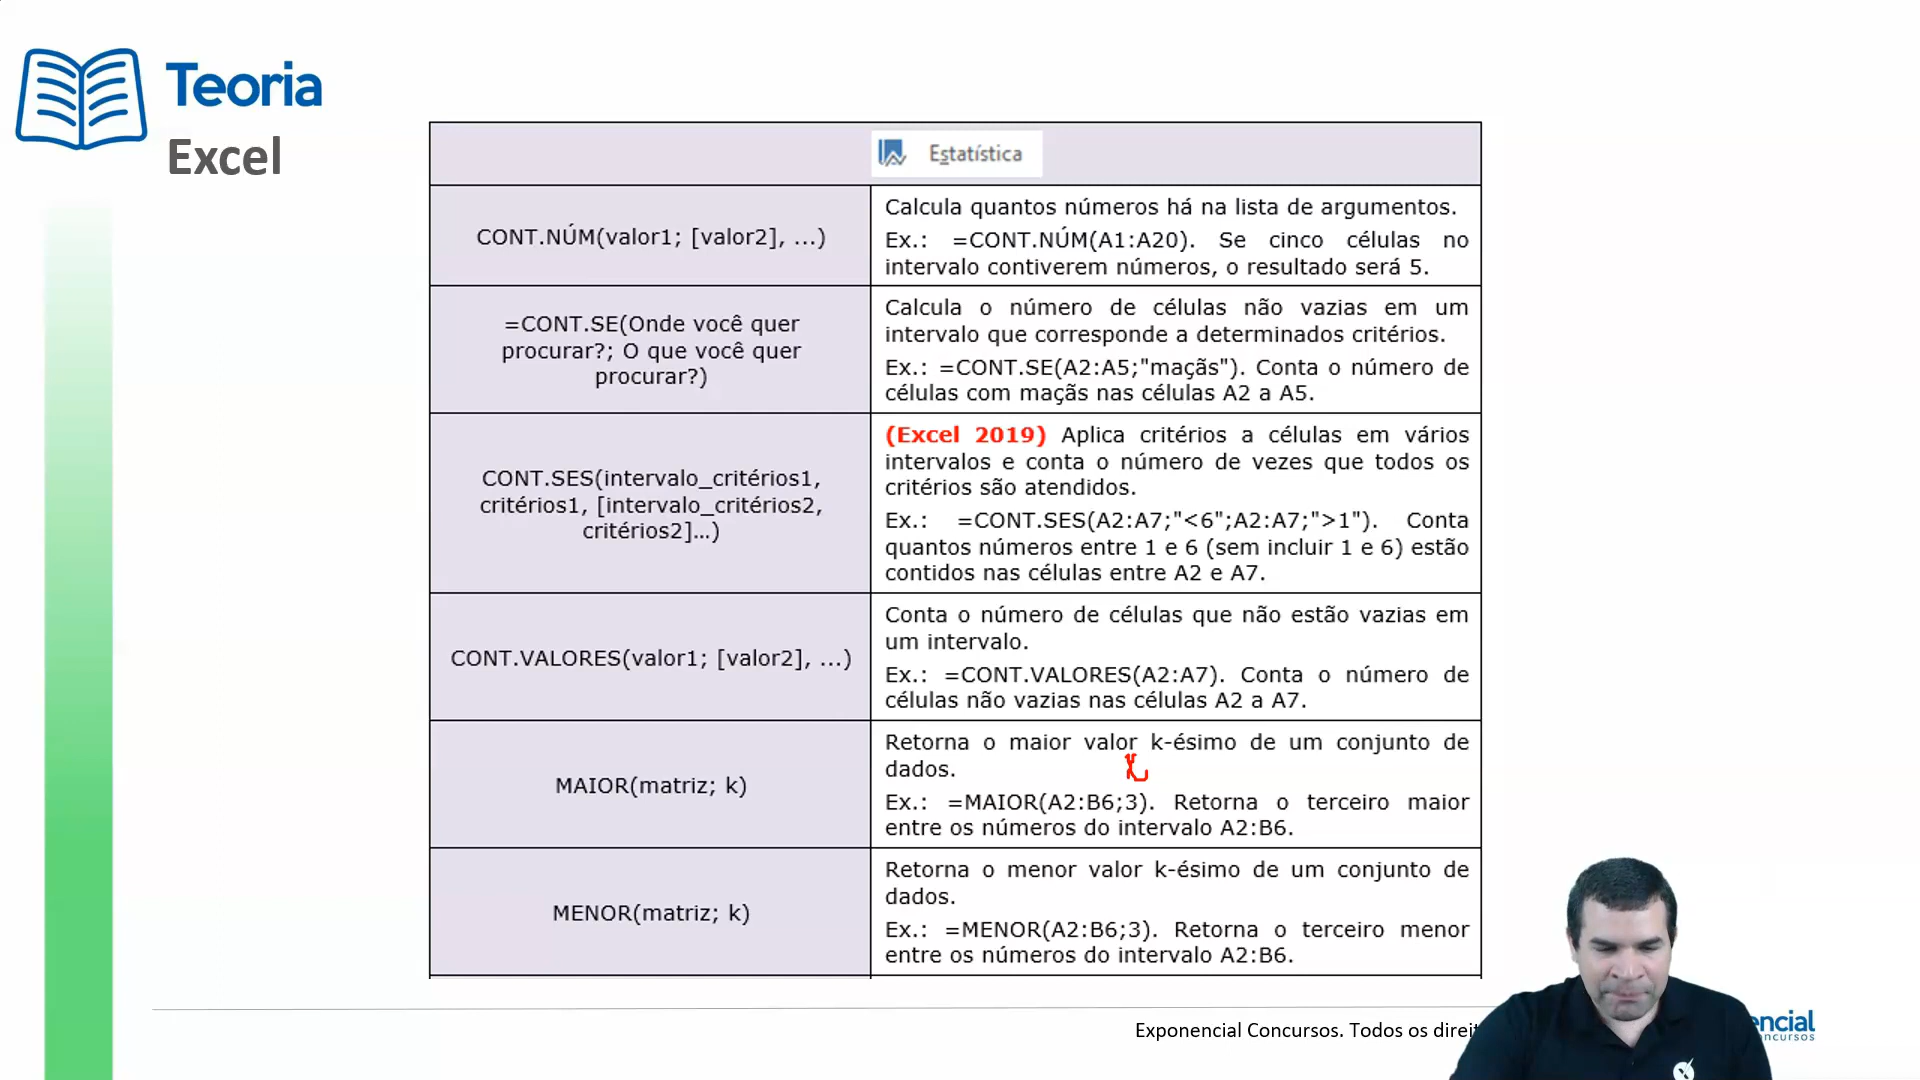 Teoria
Excel
Estatística
CONT.NÚM(valor1; [valor2], ...)
Calcula quantos números há na lista de argumentos.
Ex.: =CONT.NÚM(A1:A20). Se cinco células no
intervalo contiverem números, o resultado será 5.
=CONT.SE(Onde você quer
procurar?; O que você quer
procurar?)
Calcula o número de células não vazias em um
intervalo que corresponde a determinados critérios.
Ex.: =CONT.SE(A2:A5;"maçãs"). Conta o número de
células com maçãs nas células A2 a A5.
CONT.SES(intervalo_critérios1,
critérios1, [intervalo_critérios2,
critérios2]…)
(Excel 2019) Aplica critérios a células em vários
intervalos e conta o número de vezes que todos os
critérios são atendidos.
Ex.: =CONT.SES(A2:A7;"<6";A2:A7;">1"). Conta
quantos números entre 1 e 6 (sem incluir 1 e 6) estão
contidos nas células entre A2 e A7.
CONT.VALORES(valor1; [valor2], ...)
Conta o número de células que não estão vazias em
um intervalo.
Ex.: =CONT.VALORES(A2:A7). Conta o número de
células não vazias nas células A2 a A7.
MAIOR(matriz; k)
Retorna o maior valor k-ésimo de um conjunto de
dados.
Ex.: =MAIOR(A2:B6;3). Retorna o terceiro maior
entre os números do intervalo A2:B6.
MENOR(matriz; k)
Retorna o menor valor k-ésimo de um conjunto de
dados.
Ex.: =MENOR(A2:B6;3). Retorna o terceiro menor
entre os números do intervalo A2:B6.
Exponencial Concursos. Todos os direit
encial
oncursos